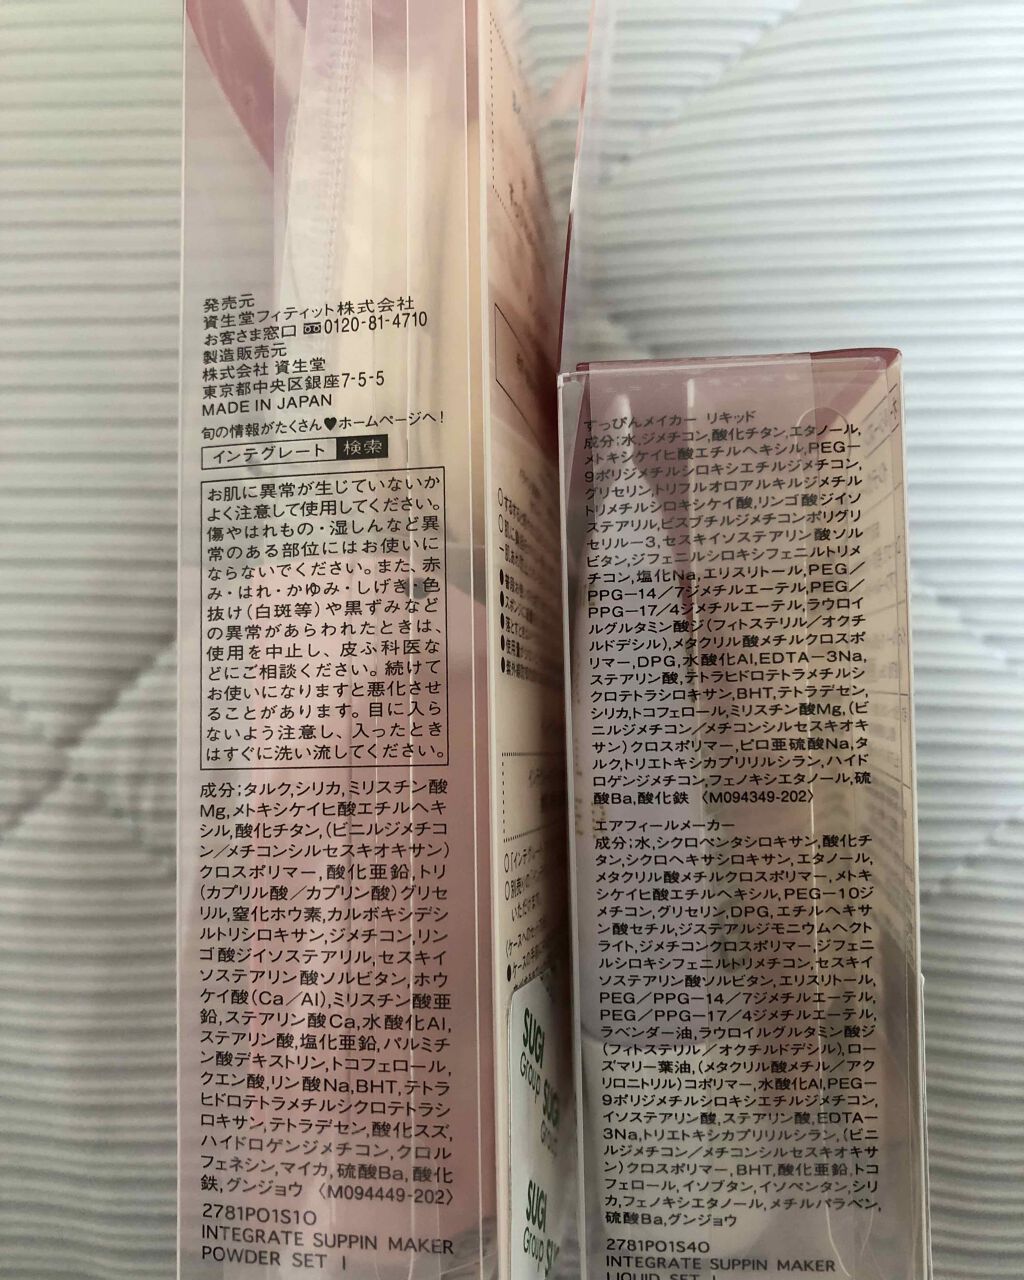 発売元
資生堂フィティット株式会社
お客さま窓口 0120-81-4710
製造販売元
株式会社 資生堂
東京都中央区銀座7-5-5
MADE IN JAPAN
旬の情報がたくさん♥ホームページへ!
インテグレート 検索
お肌に異常が生じていないか
よく注意して使用してください。
傷やはれもの・湿しんなど異
常のある部位にはお使いに
ならないでください。また、赤
み・はれ・かゆみ・しげき・色
抜け(白斑等)や黒ずみなど
の異常があらわれたときは、
使用を中止し、皮ふ科医な
どにご相談ください。続けて
お使いになりますと悪化させ
ることがあります。目に入ら
ないよう注意し、入ったとき
はすぐに洗い流してください。
成分;タルク,シリカ,ミリスチン酸
Mg,メトキシケイヒ酸エチルヘキ
シル,酸化チタン,(ビニルジメチコ
ン/メチコンシルセスキオキサン)
クロスポリマー,酸化亜鉛,トリ
(カプリル酸/カプリン酸)グリセ
リル,窒化ホウ素,カルボキシデシ
ルトリシロキサン,ジメチコン,リン
ゴ酸ジイソステアリル,セスキイ
ソステアリン酸ソルビタン,ホウ
ケイ酸(Ca/Al),ミリスチン酸亜
鉛,ステアリン酸Ca,水酸化Al,
ステアリン酸,塩化亜鉛,パルミチ
ン酸デキストリン,トコフェロール,
クエン酸,リン酸Na,BHT,テトラ
ヒドロテトラメチルシクロテトラシ
ロキサン,テトラデセン,酸化スズ,
ハイドロゲンジメチコン,クロル
フェネシン,マイカ,硫酸Ba,酸化
鉄,グンジョウ 〈M094449-202〉
2781P01S10
INTEGRATE SUPPIN MAKER
POWDER SET I
すっぴんメイカー リキッド
成分;水,ジメチコン,酸化チタン,エタノール,
メトキシケイヒ酸エチルヘキシル,PEG-
9ポリジメチルシロキシエチルジメチコン,
グリセリン,トリフルオロアルキルジメチル
トリメチルシロキシケイ酸,リンゴ酸ジイソ
ステアリル,ビスブチルジメチコンポリグリ
セリル-3,セスキイソステアリン酸ソル
ビタン,ジフェニルシロキシフェニルトリメ
チコン,塩化Na,エリスリトール,PEG/
PPG-14/7ジメチルエーテル,PEG/
PPG-17/4ジメチルエーテル,ラウロイ
ルグルタミン酸ジ(フィトステリル/オクチ
ルドデシル),メタクリル酸メチルクロスポ
リマー,DPG,水酸化Al,EDTA-3Na,
ステアリン酸,テトラヒドロテトラメチルシ
クロテトラシロキサン,BHT,テトラデセン,
シリカ,トコフェロール,ミリスチン酸Mg,(ビ
ニルジメチコン/メチコンシルセスキオキ
サン)クロスポリマー,ピロ亜硫酸Na,タ
ルク,トリエトキシカプリリルシラン,ハイド
ロゲンジメチコン,フェノキシエタノール,硫
酸Ba,酸化鉄 〈M094349-202〉
エアフィールメーカー
成分;水,シクロペンタシロキサン,酸化チ
タン,シクロヘキサシロキサン,エタノール,
メタクリル酸メチルクロスポリマー,メトキ
シケイヒ酸エチルヘキシル,PEG-10ジ
メチコン,グリセリン,DPG,エチルヘキサ
ン酸セチル,ジステアルジモニウムヘクト
ライト,ジメチコンクロスポリマー,ジフェニ
ルシロキシフェニルトリメチコン,セスキイ
ソステアリン酸ソルビタン,エリスリトール,
PEG/PPG-14/7ジメチルエーテル,
PEG/PPG-17/4ジメチルエーテル,
ラベンダー油,ラウロイルグルタミン酸ジ
(フィトステリル/オクチルドデシル),ロー
ズマリー葉油,(メタクリル酸メチル/アク
リロニトリル)コポリマー,水酸化Al,PEG-
9ポリジメチルシロキシエチルジメチコン,
イソステアリン酸,ステアリン酸,EDTA-
3Na,トリエトキシカプリリルシラン,(ビニ
ルジメチコン/メチコンシルセスキオキサ
ン)クロスポリマー,BHT,酸化亜鉛,トコ
フェロール,イソブタン,イソペンタン,シリ
カ,フェノキシエタノール,メチルパラベン,
硫酸Ba,グンジョウ
2781P01S40
INTEGRATE SUPPIN MAKER
LIQUID SET I
SUGI
Group
SUGI
Group